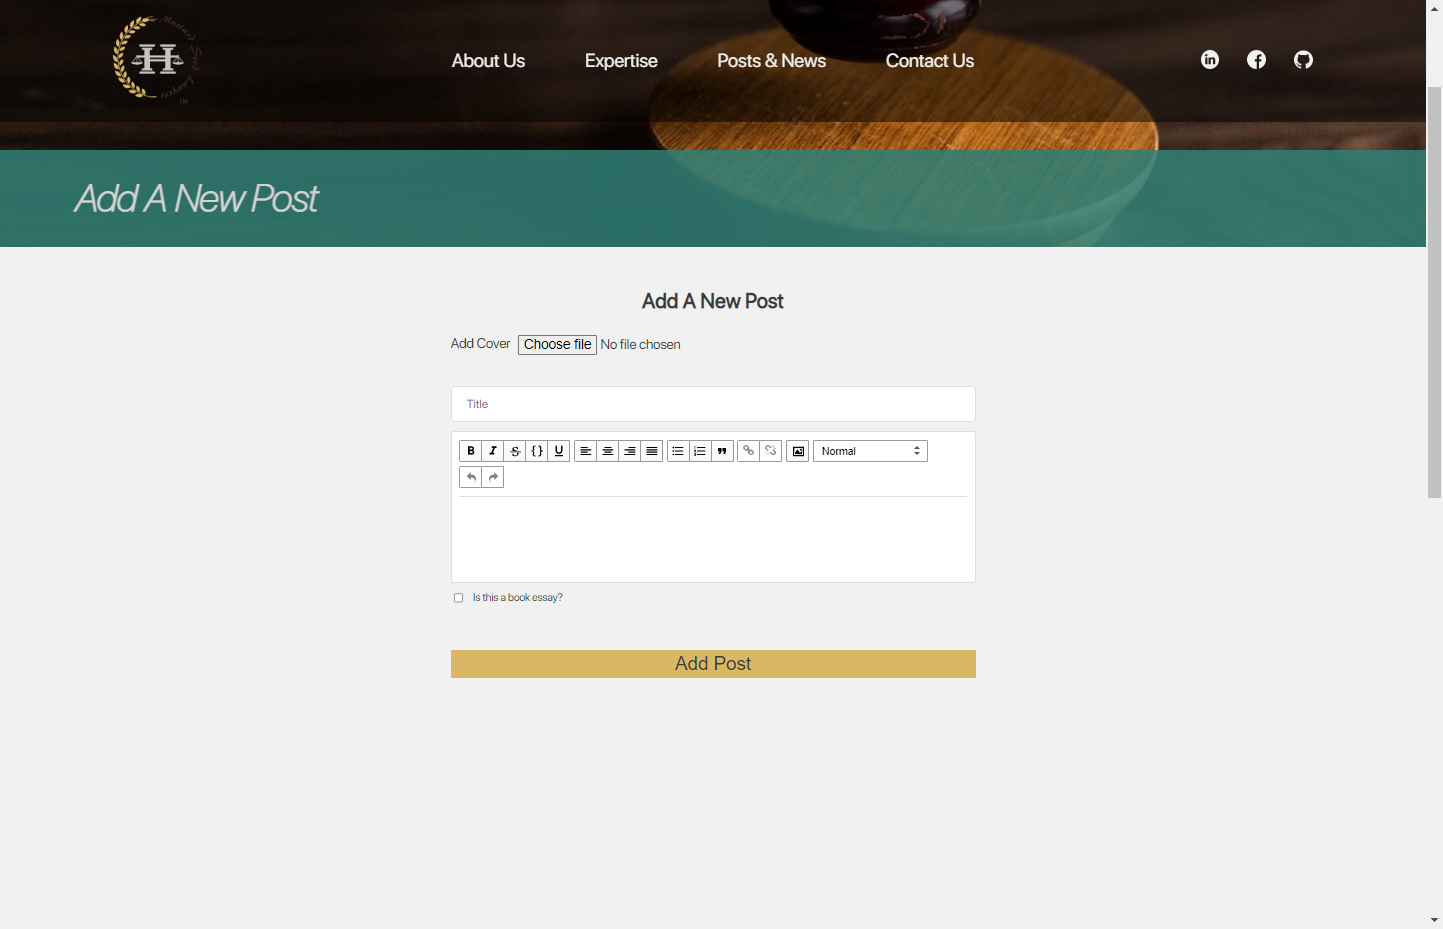 H
About Us
Expertise
Posts & News
Contact Us
Add A New Post
Add A New Post
Add Cover Choose file No file chosen
Title
B I S {} U Normal
Is this a book essay?
Add Post